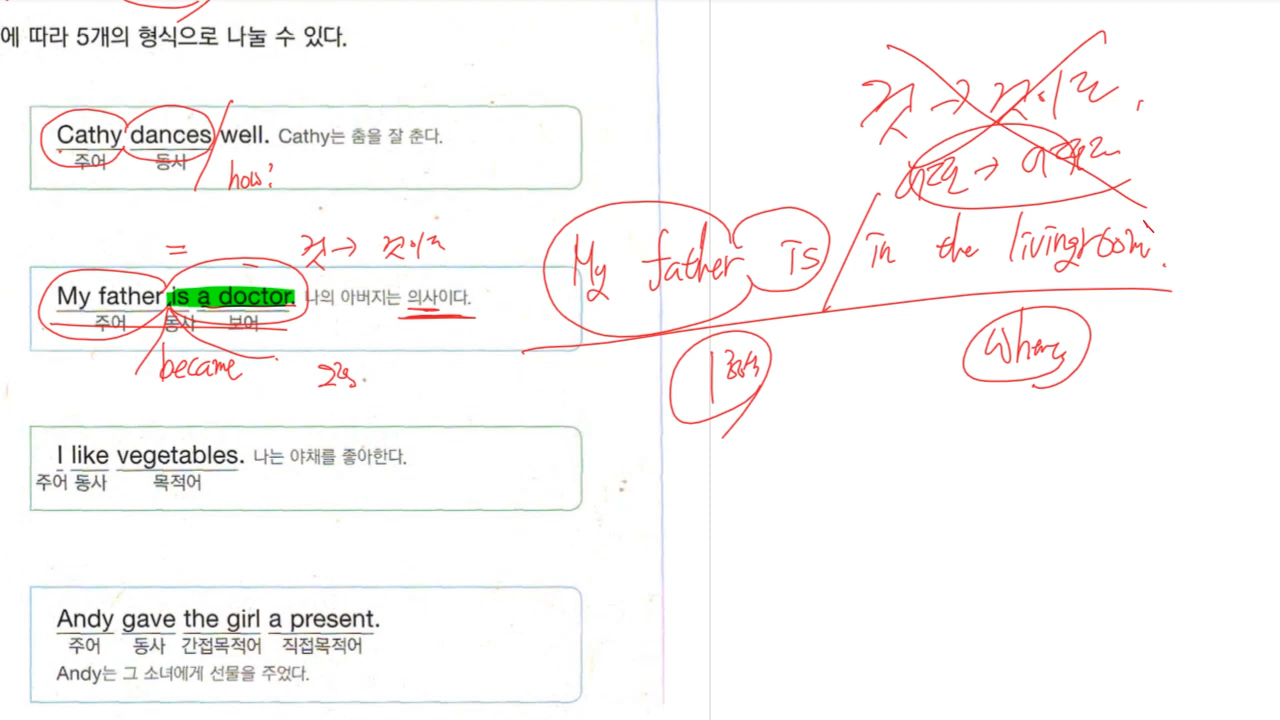 에 따라 5개의 형식으로 나눌 수 있다.
Cathy dances well. Cathy는 춤을 잘 춘다.
주어 동사
how?
=
My father is a doctor. 나의 아버지는 의사이다.
주어 동사 보어
became
I like vegetables. 나는 야채를 좋아한다.
주어 동사 목적어
Andy gave the girl a present.
주어 동사 간접목적어 직접목적어
Andy는 그 소녀에게 선물을 주었다.
My father is / in the livingroom.